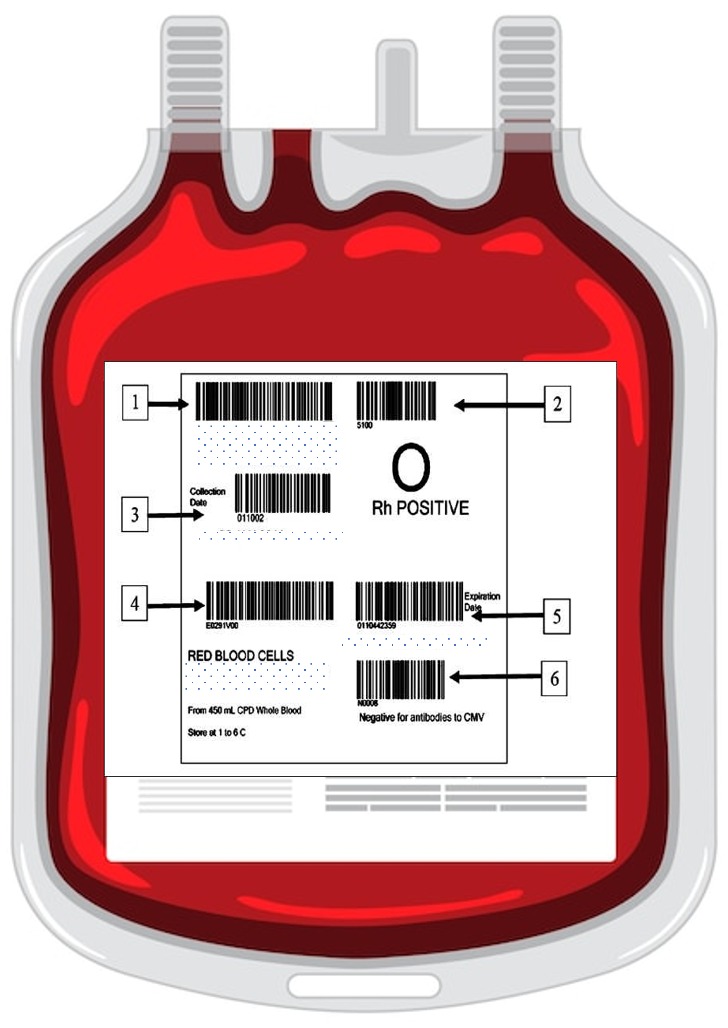 1
2
5100
O
Rh POSITIVE
Collection
Date
3
011002
4
E0291V00
Expiration
Date
5
0110442359
RED BLOOD CELLS
6
N0008
Negative for antibodies to CMV
From 450 mL CPD Whole Blood
Store at 1 to 6 C